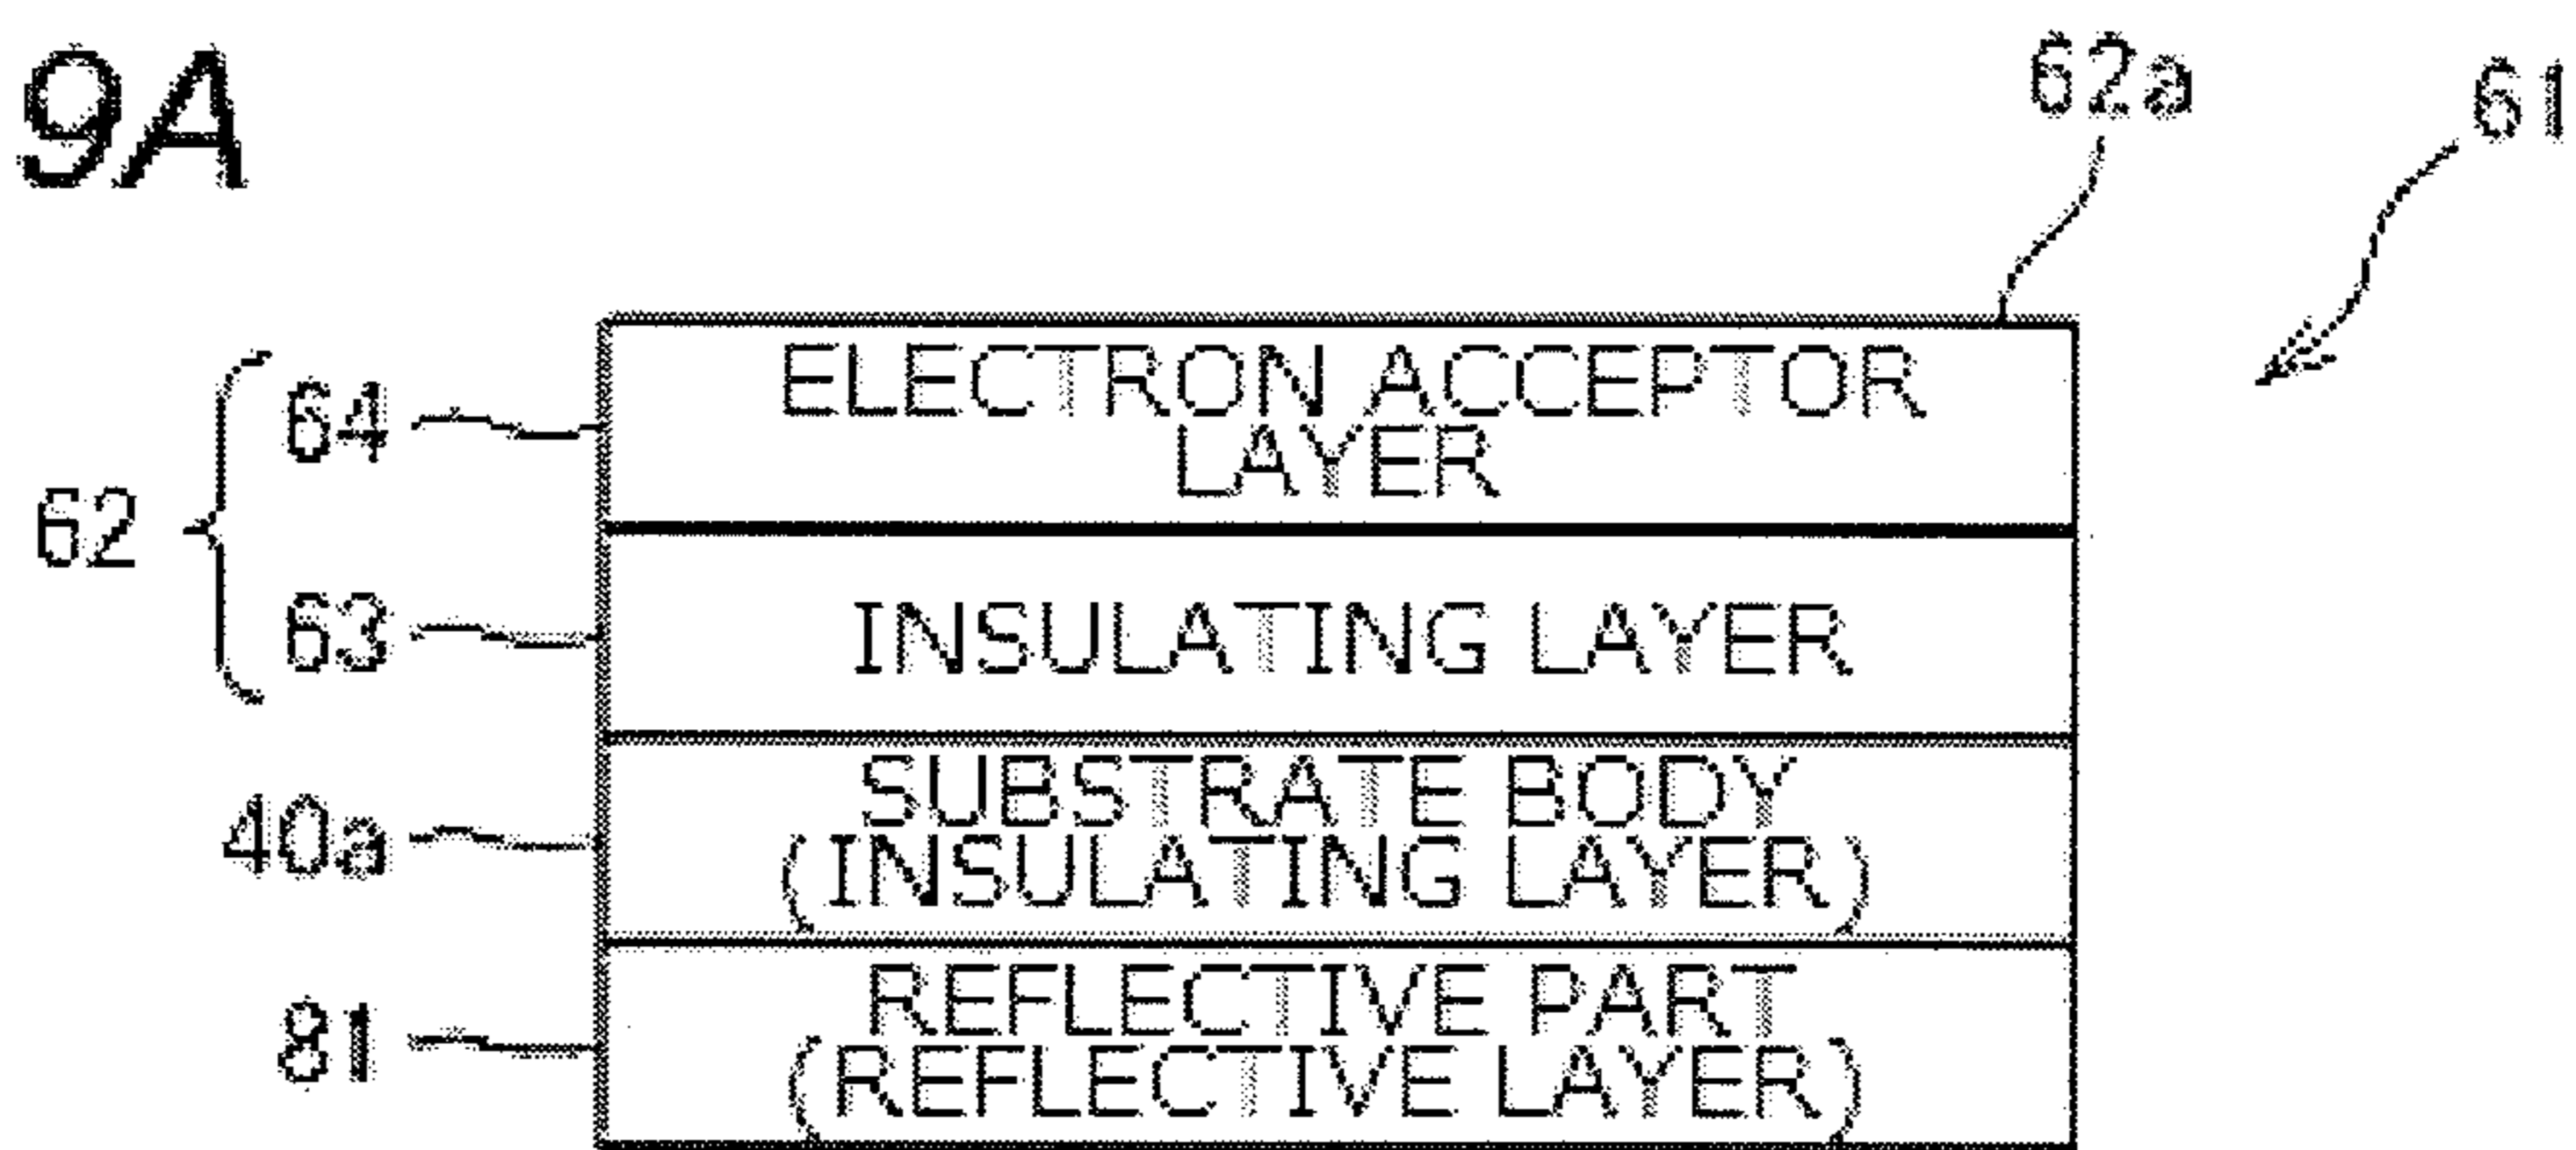 9A
62a
61
64
ELECTRON ACCEPTOR
LAYER
62
63
INSULATING LAYER
40a
SUBSTRATE BODY
(INSULATING LAYER)
81
REFLECTIVE PART
(REFLECTIVE LAYER)